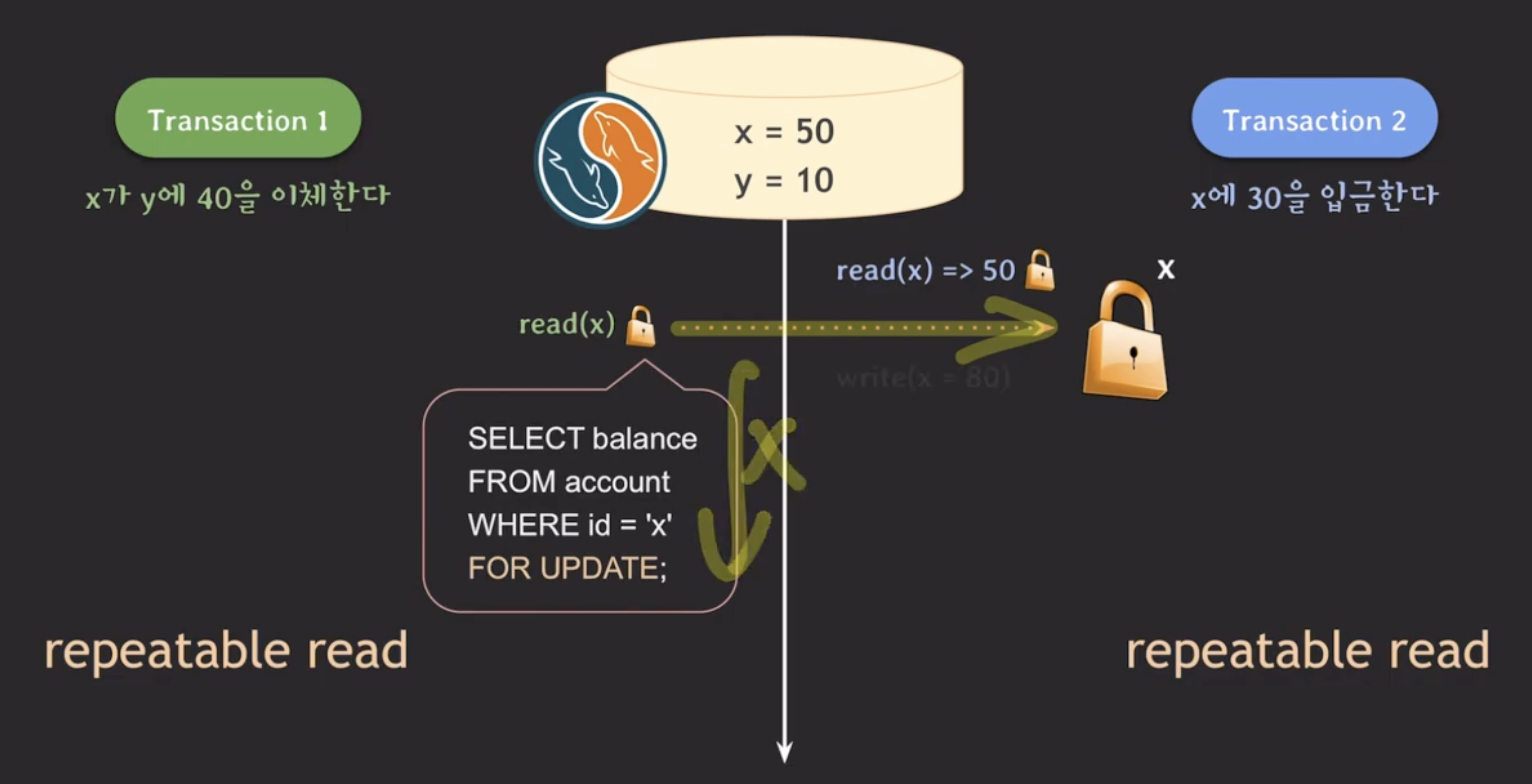 Transaction 1
x가 y에 40을 이체한다
x = 50
y = 10
Transaction 2
x에 30을 입금한다
read(x) => 50
x
read(x)
write(x = 80)
SELECT balance
FROM account
WHERE id = 'x'
FOR UPDATE;
x
repeatable read
repeatable read